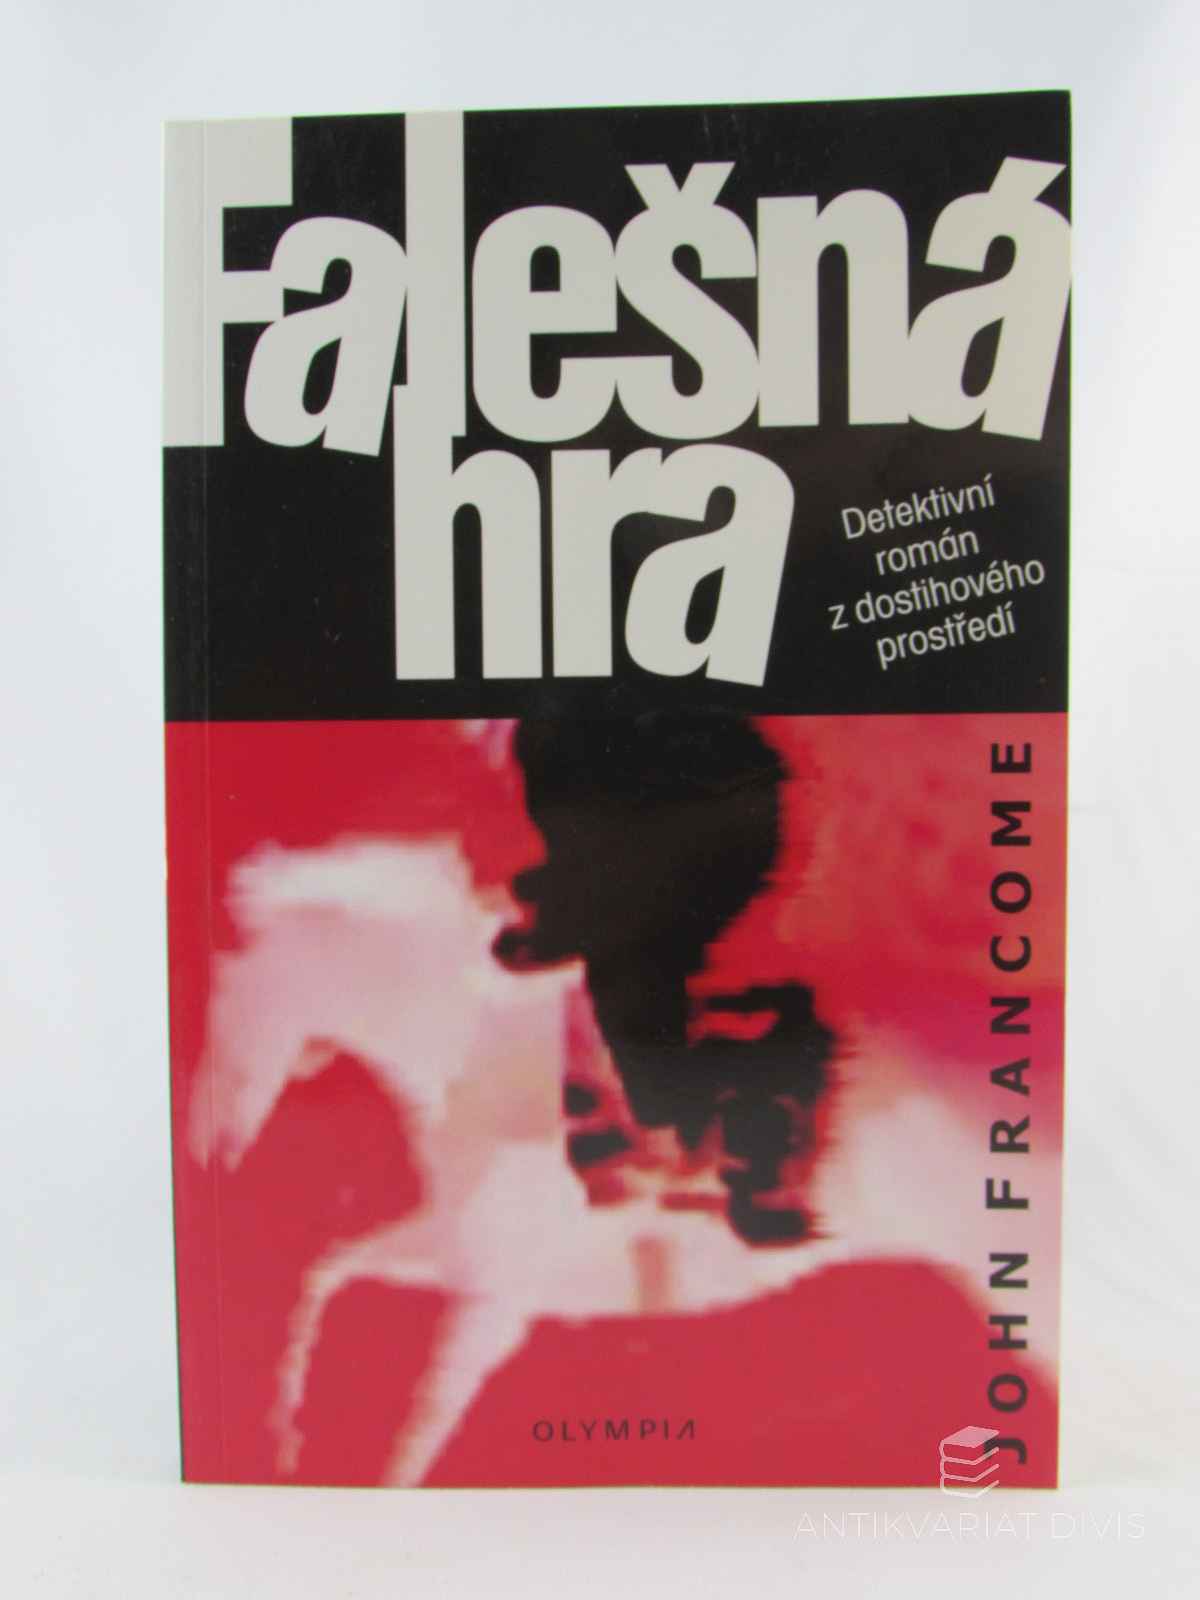 Falešná
hra
Detektivní
román
z dostihového
prostředí
JOHN FRANCOME
OLYMPIA
ANTIKVARIAT DIVIS